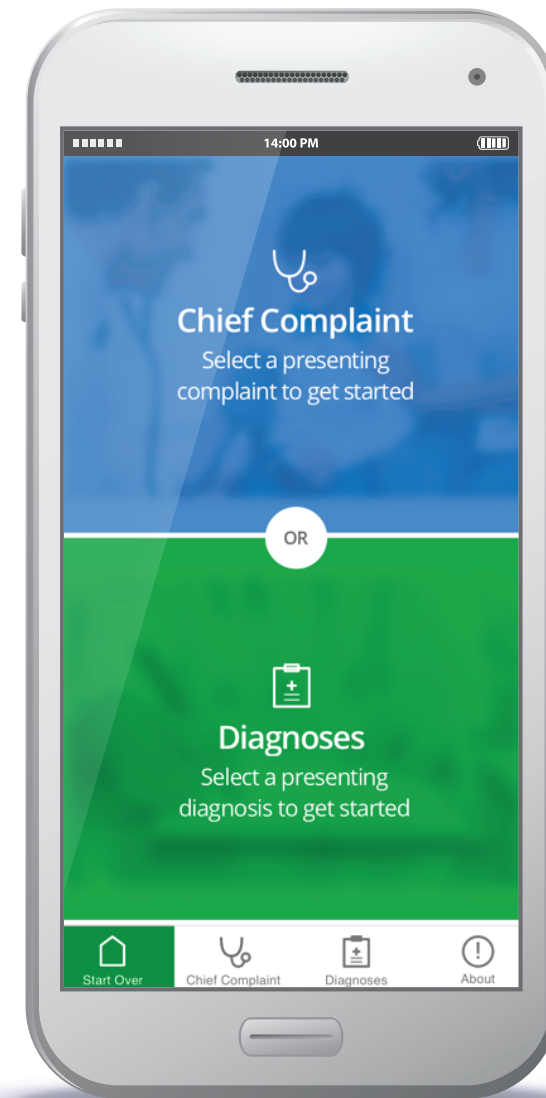 14:00 PM
Chief Complaint
Select a presenting
complaint to get started
OR
Diagnoses
Select a presenting
diagnosis to get started
Start Over
Chief Complaint
Diagnoses
About